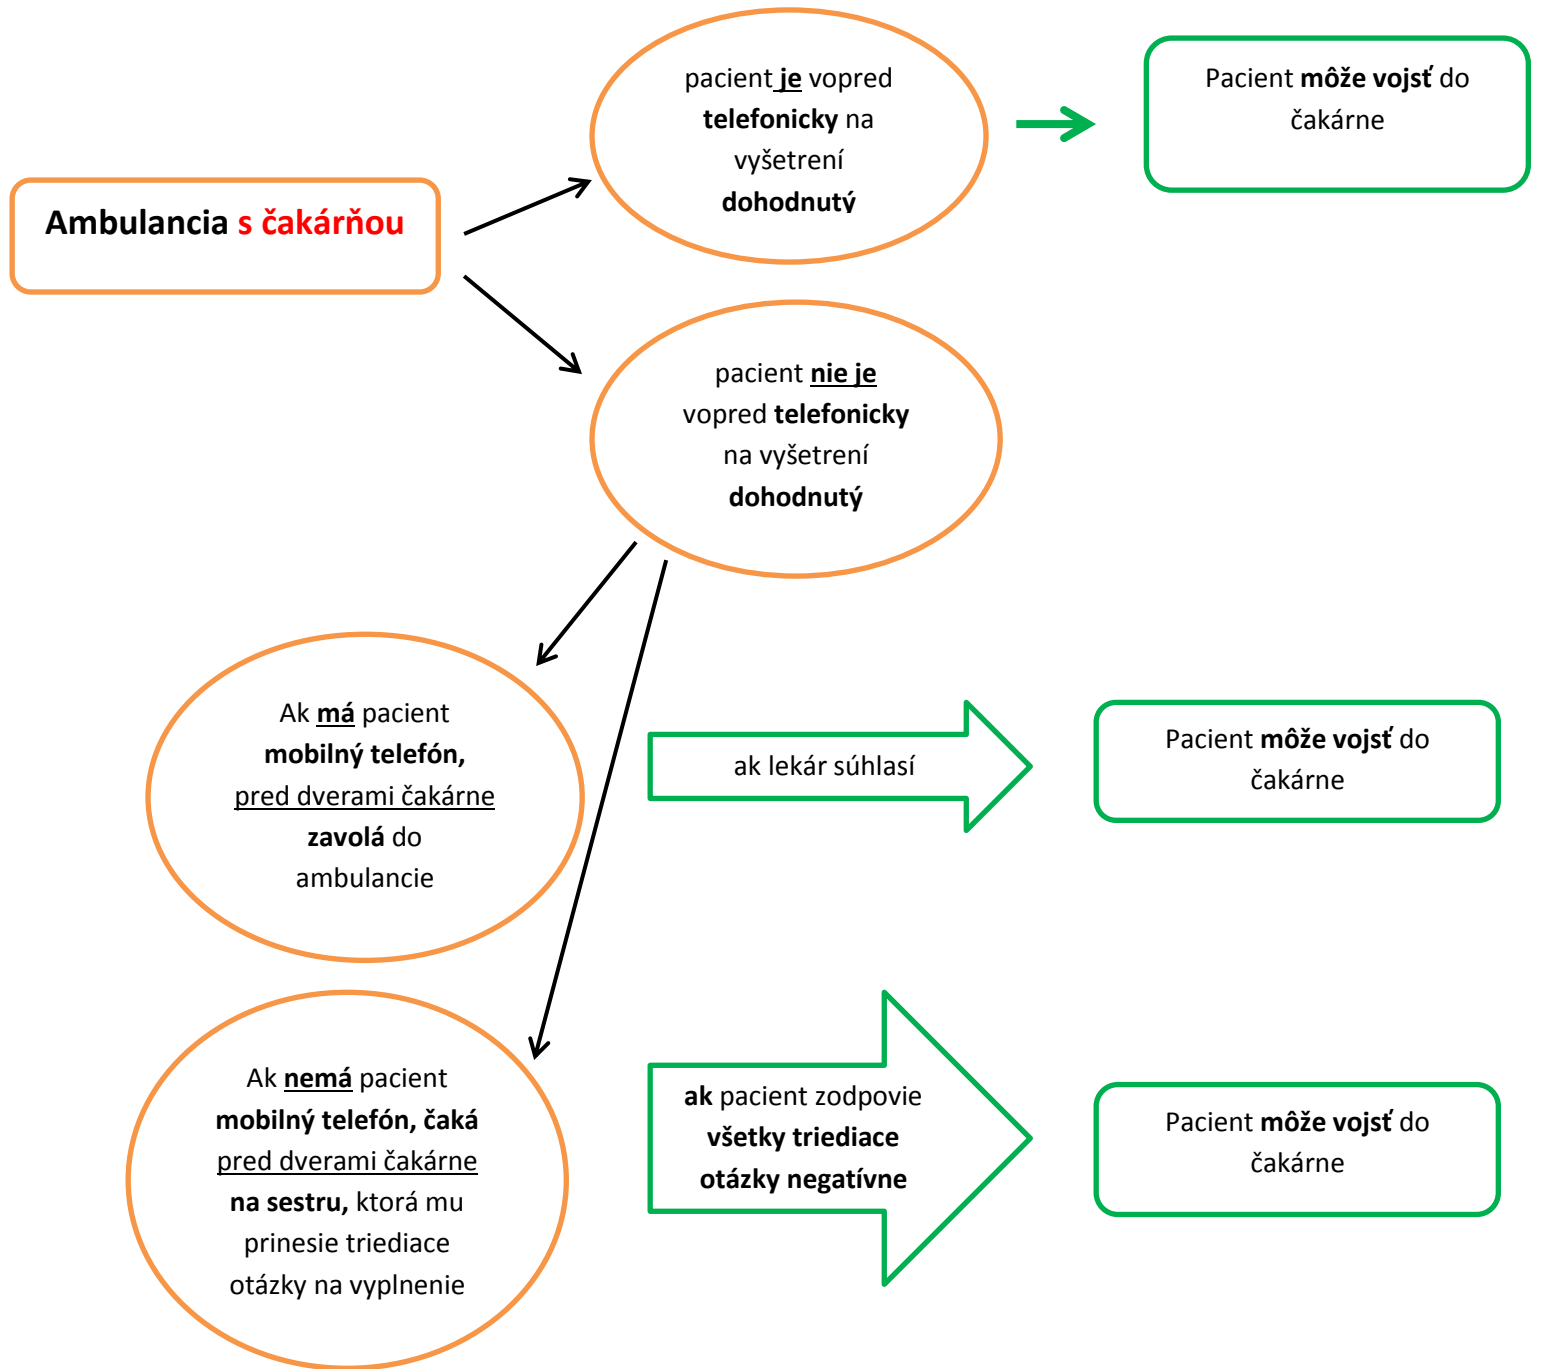 pacient je vopred
telefonicky na
vyšetrení
dohodnutý
Pacient môže vojsť do
čakárne
Ambulancia s čakárňou
pacient nie je
vopred telefonicky
na vyšetrení
dohodnutý
Ak má pacient
mobilný telefón,
pred dverami čakárne
zavolá do
ambulancie
ak lekár súhlasí
Pacient môže vojsť do
čakárne
Ak nemá pacient
mobilný telefón, čaká
pred dverami čakárne
na sestru, ktorá mu
prinesie triediace
otázky na vyplnenie
ak pacient zodpovie
všetky triediace
otázky negatívne
Pacient môže vojsť do
čakárne